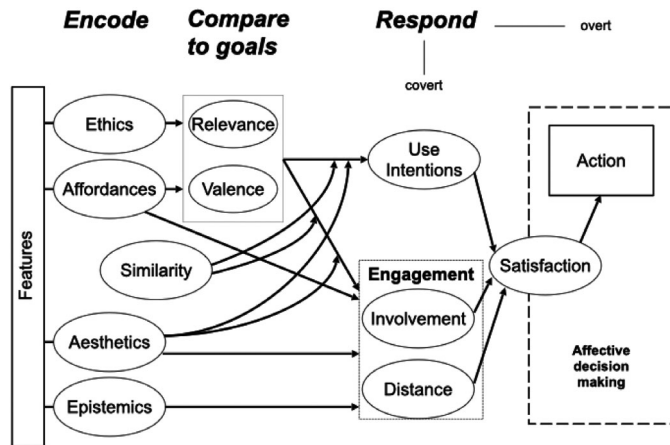 Encode
Compare
to goals
Respond
overt
covert
Features
Ethics
Affordances
Similarity
Aesthetics
Epistemics
Relevance
Valence
Use
Intentions
Engagement
Involvement
Distance
Satisfaction
Action
Affective
decision
making